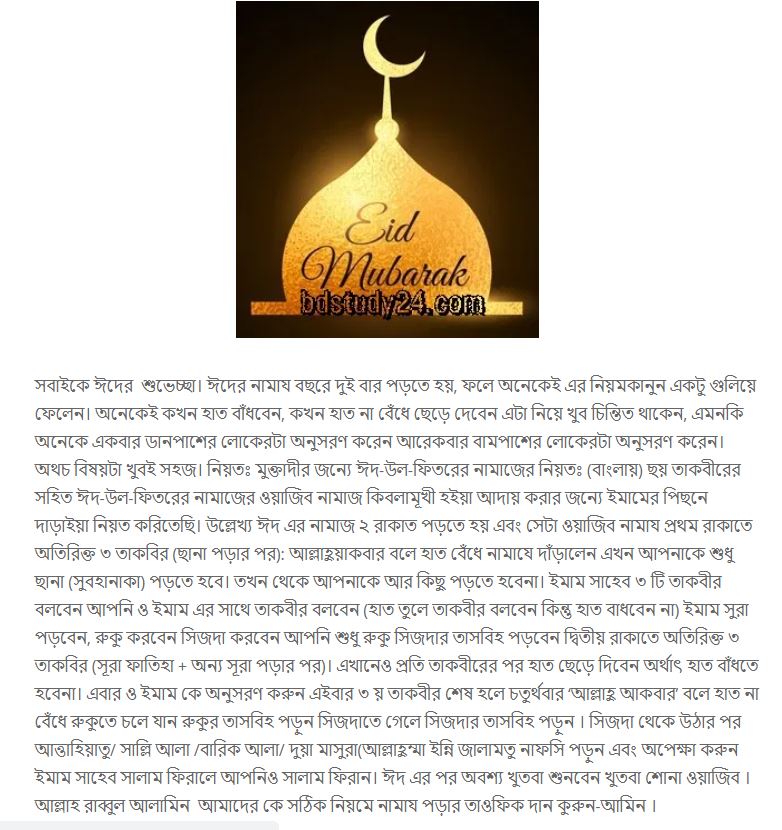 Eid
Mubarak
bdstudy24.com
সবাইকে ঈদের শুভেচ্ছা। ঈদের নামায বছরে দুই বার পড়তে হয়, ফলে অনেকেই এর নিয়মকানুন একটু গুলিয়ে
ফেলেন। অনেকেই কখন হাত বাঁধবেন, কখন হাত না বেঁধে ছেড়ে দেবেন এটা নিয়ে খুব চিন্তিত থাকেন, এমনকি
অনেকে একবার ডানপাশের লোকেরটা অনুসরণ করেন আরেকবার বামপাশের লোকেরটা অনুসরণ করেন।
অথচ বিষয়টা খুবই সহজ। নিয়তঃ মুক্তাদীর জন্যে ঈদ-উল-ফিতরের নামাজের নিয়তঃ (বাংলায়) ছয় তাকবীরের
সহিত ঈদ-উল-ফিতরের নামাজের ওয়াজিব নামাজ কিবলামূখী হইয়া আদায় করার জন্যে ইমামের পিছনে
দাড়াইয়া নিয়ত করিতেছি। উল্লেখ্য ঈদ এর নামাজ ২ রাকাত পড়তে হয় এবং সেটা ওয়াজিব নামায প্রথম রাকাতে
অতিরিক্ত ৩ তাকবির (ছানা পড়ার পর): আল্লাহুয়াকবার বলে হাত বেঁধে নামাযে দাঁড়ালেন এখন আপনাকে শুধু
ছানা (সুবহানাকা) পড়তে হবে। তখন থেকে আপনাকে আর কিছু পড়তে হবেনা। ইমাম সাহেব ৩ টি তাকবীর
বলবেন আপনি ও ইমাম এর সাথে তাকবীর বলবেন (হাত তুলে তাকবীর বলবেন কিন্তু হাত বাধবেন না) ইমাম সুরা
পড়বেন, রুকু করবেন সিজদা করবেন আপনি শুধু রুকু সিজদার তাসবিহ পড়বেন দ্বিতীয় রাকাতে অতিরিক্ত ৩
তাকবির (সূরা ফাতিহা + অন্য সূরা পড়ার পর)। এখানেও প্রতি তাকবীরের পর হাত ছেড়ে দিবেন অর্থাৎ হাত বাঁধতে
হবেনা। এবার ও ইমাম কে অনুসরণ করুন এইবার ৩ য় তাকবীর শেষ হলে চতুর্থবার ‘আল্লাহু আকবার’ বলে হাত না
বেঁধে রুকুতে চলে যান রুকুর তাসবিহ পড়ুন সিজদাতে গেলে সিজদার তাসবিহ পড়ুন । সিজদা থেকে উঠার পর
আত্তাহিয়াতু/ সাল্লি আলা /বারিক আলা/ দুয়া মাসুরা(আল্লাহুম্মা ইন্নি জালামতু নাফসি পড়ুন এবং অপেক্ষা করুন
ইমাম সাহেব সালাম ফিরালে আপনিও সালাম ফিরান। ঈদ এর পর অবশ্য খুতবা শুনবেন খুতবা শোনা ওয়াজিব ।
আল্লাহ রাব্বুল আলামিন আমাদের কে সঠিক নিয়মে নামায পড়ার তাওফিক দান কুরুন-আমিন ।